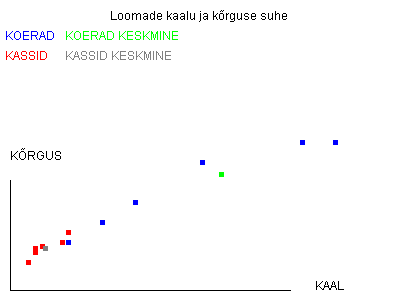 Loomade kaalu ja kõrguse suhe
KOERAD KOERAD KESKMINE
KASSID KASSID KESKMINE
KÕRGUS
KAAL